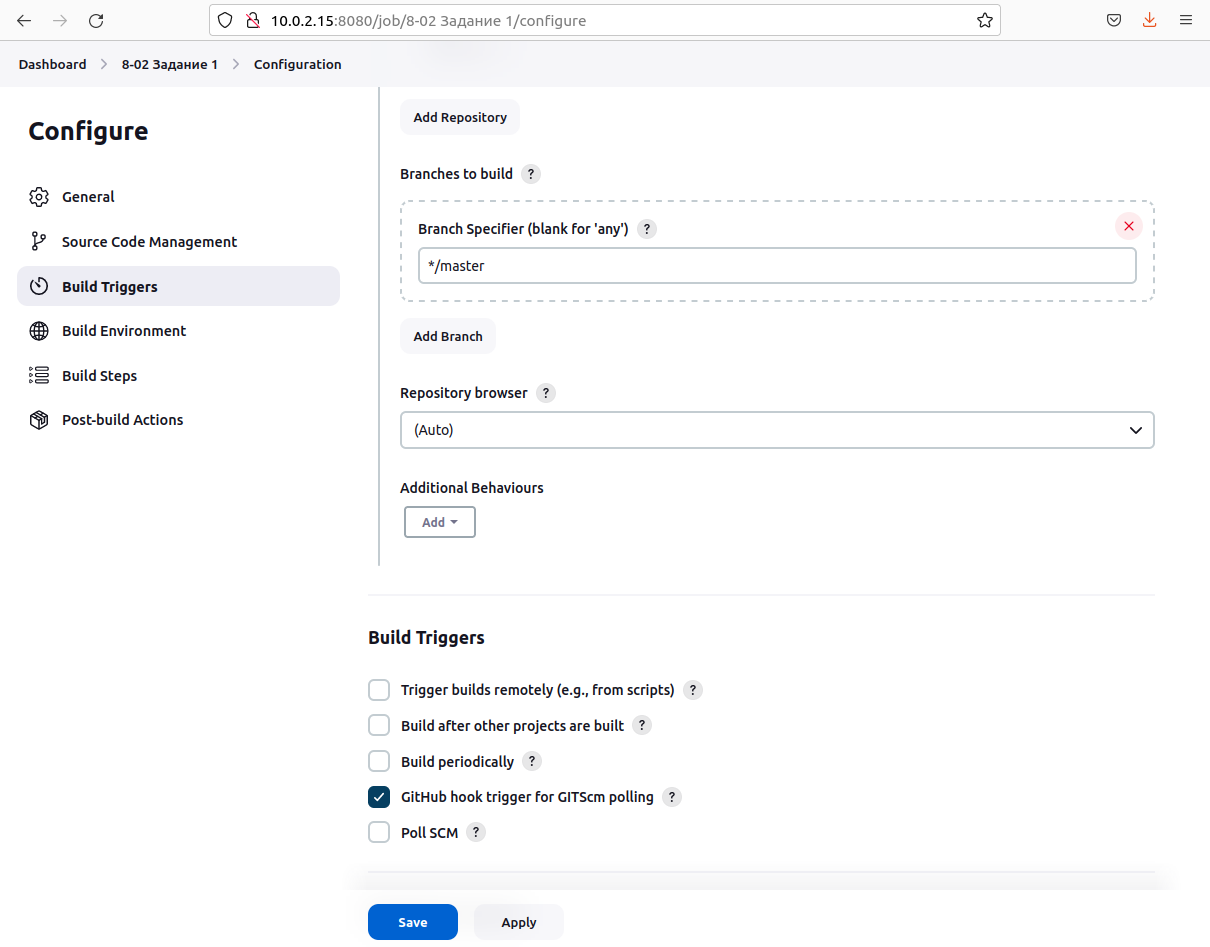 10.0.2.15:8080/job/8-02 Задание 1/configure
Dashboard > 8-02 Задание 1 > Configuration
Configure
General
Source Code Management
Build Triggers
Build Environment
Build Steps
Post-build Actions
Add Repository
Branches to build ?
Branch Specifier (blank for 'any') ?
*/master
Add Branch
Repository browser ?
(Auto)
Additional Behaviours
Add
Build Triggers
Trigger builds remotely (e.g., from scripts) ?
Build after other projects are built ?
Build periodically ?
GitHub hook trigger for GITScm polling ?
Poll SCM ?
Save Apply